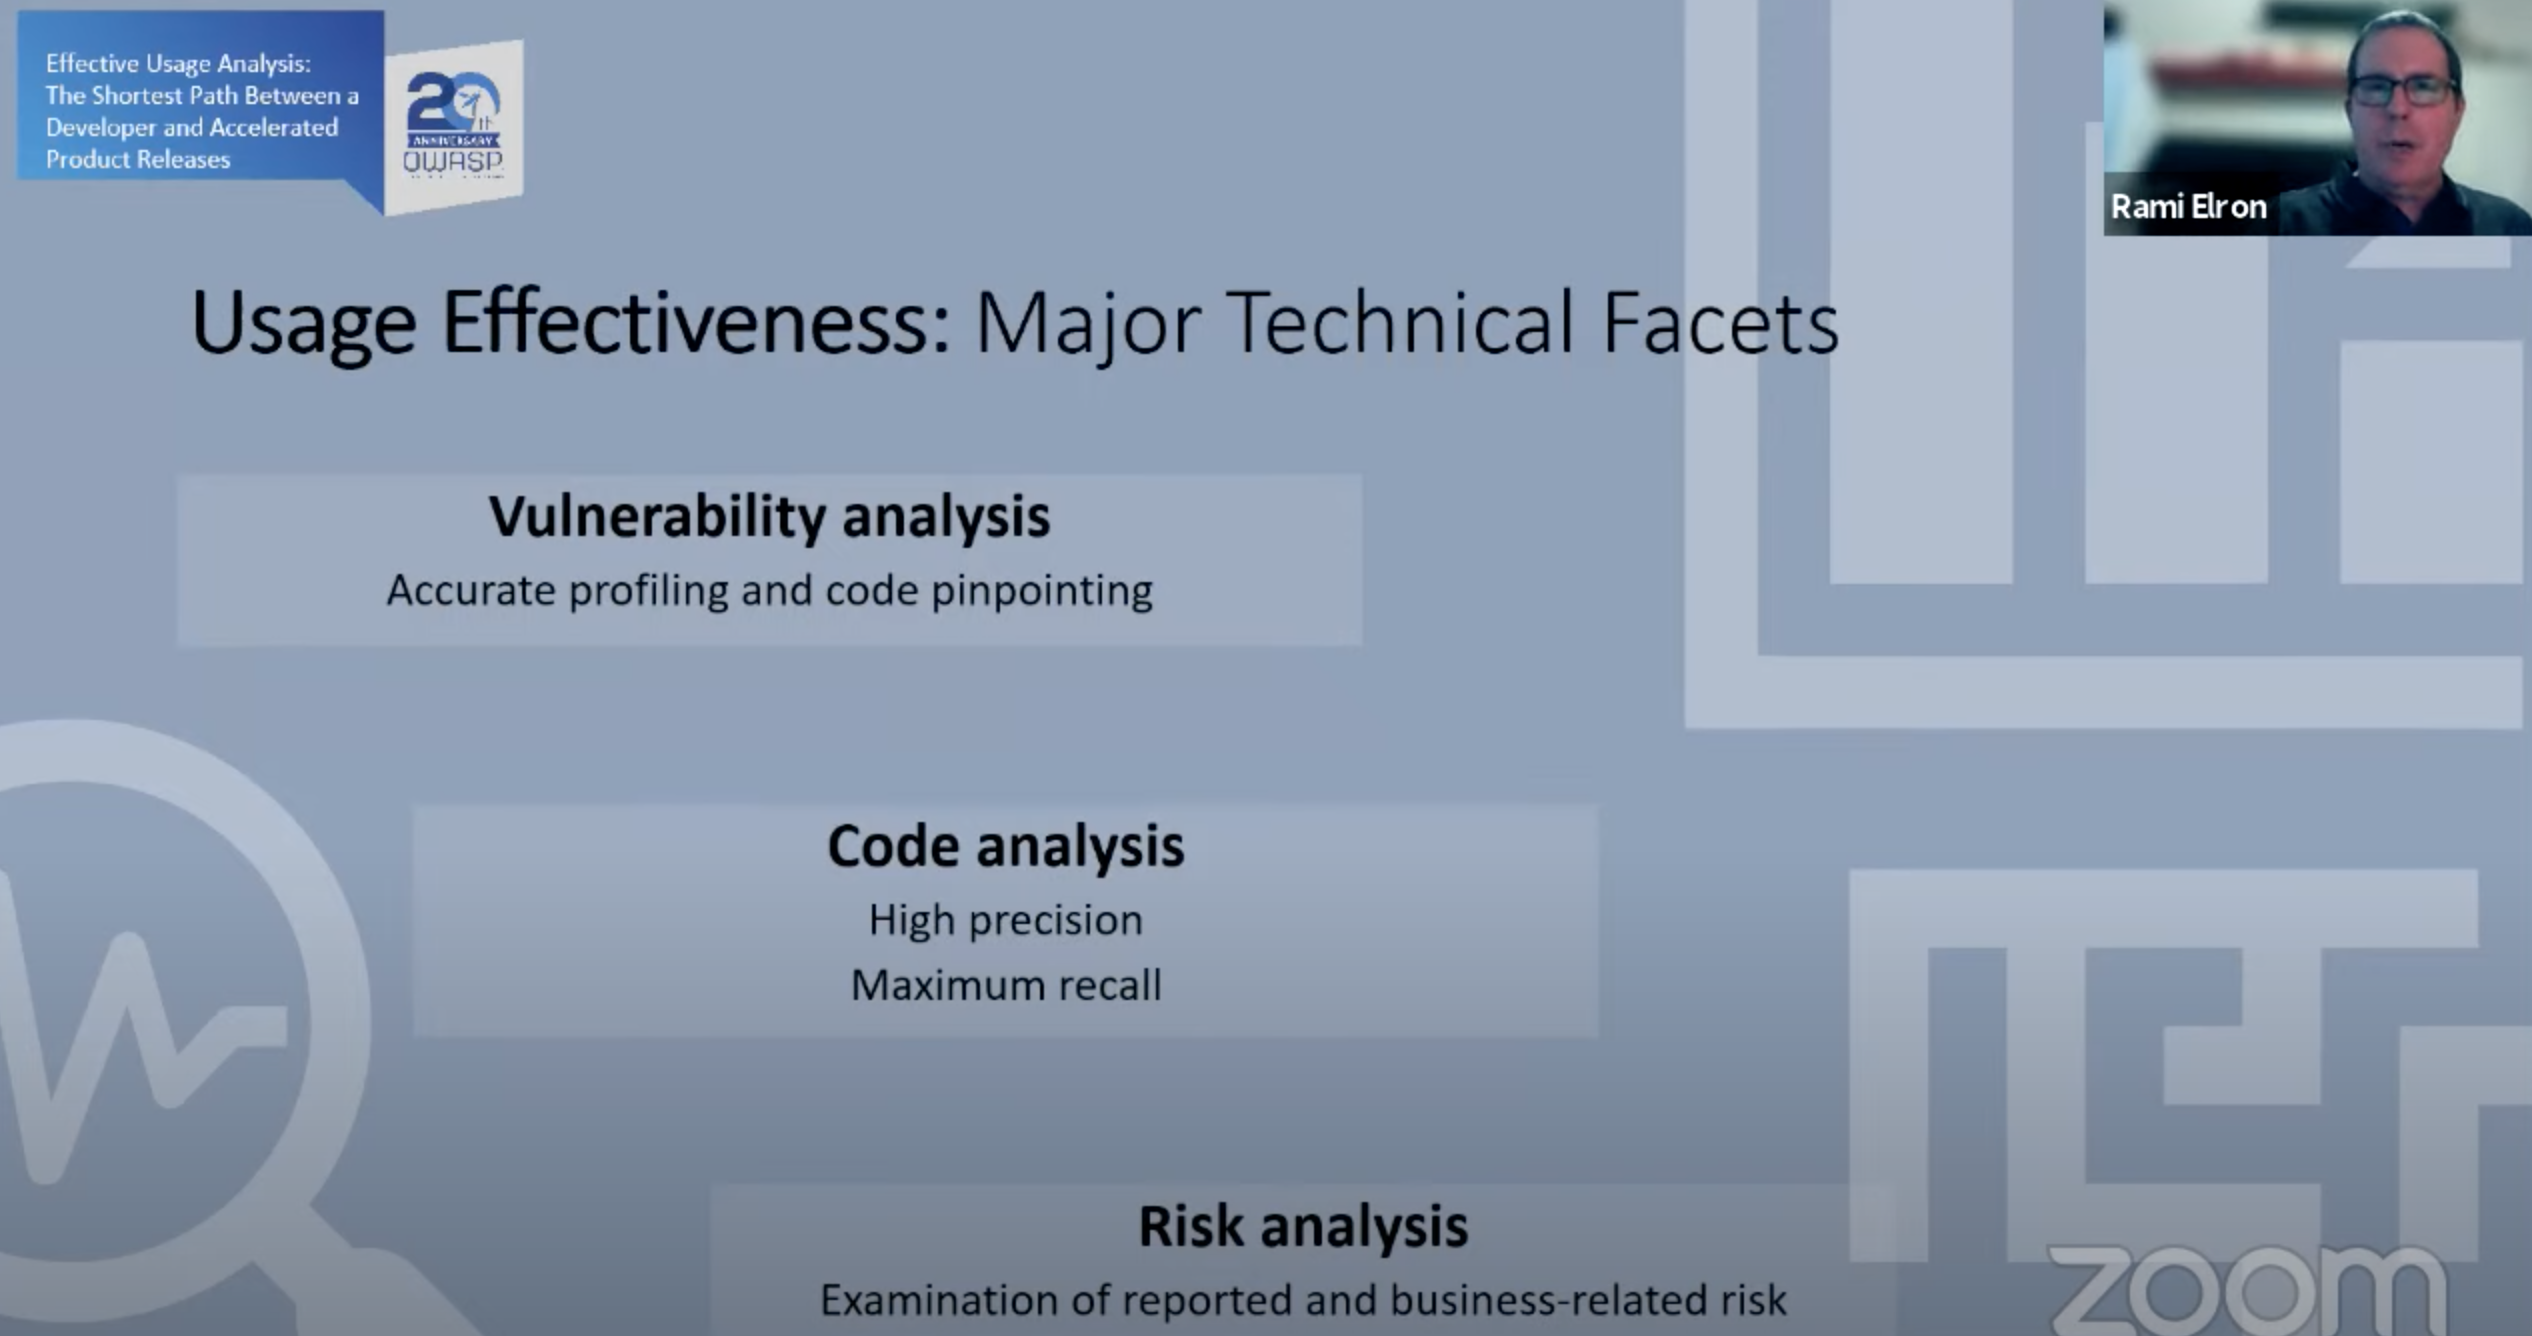 Effective Usage Analysis:
The Shortest Path Between a
Developer and Accelerated
Product Releases
20th
ANNIVERSARY
OWASP
Rami Elron
Usage Effectiveness: Major Technical Facets
Vulnerability analysis
Accurate profiling and code pinpointing
Code analysis
High precision
Maximum recall
Risk analysis
Examination of reported and business-related risk
zoom